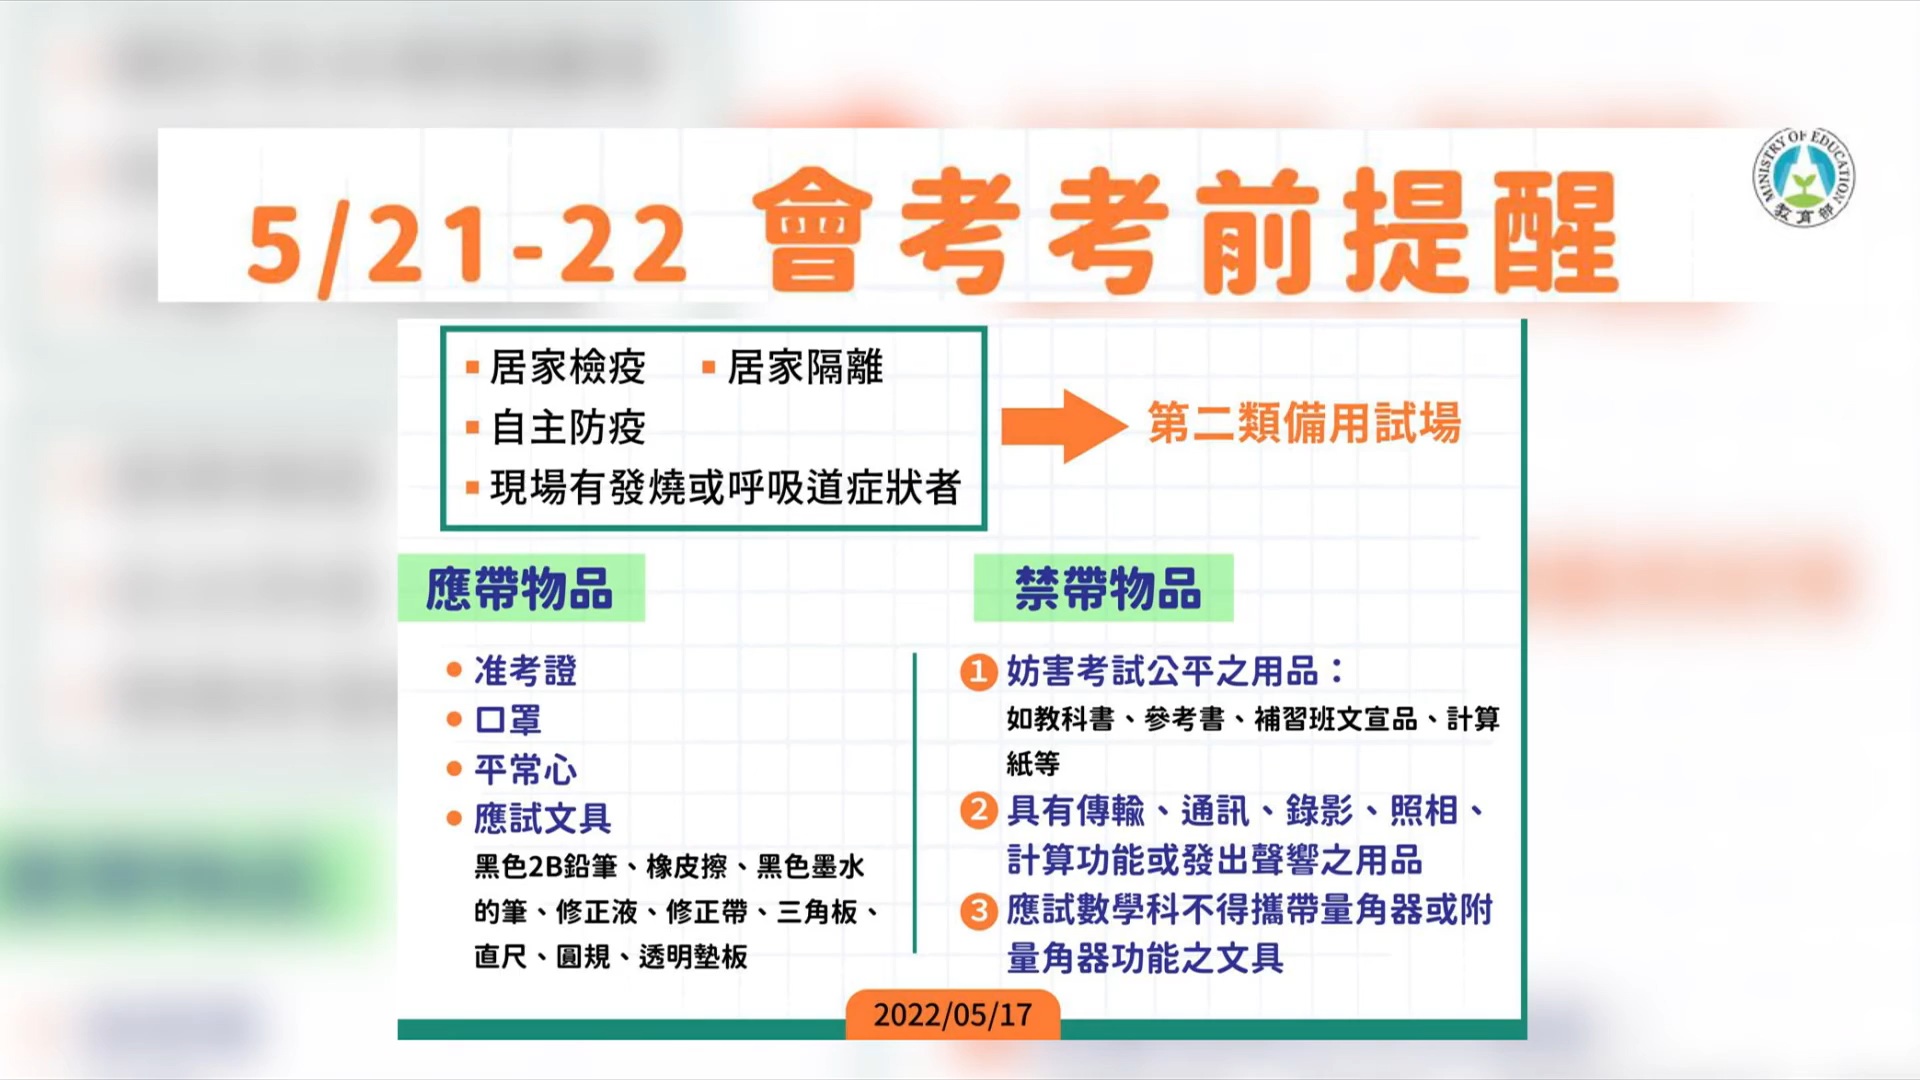 5/21-22 會考考前提醒
MINISTRY OF EDUCATION
教育部
居家檢疫 居家隔離
自主防疫
現場有發燒或呼吸道症狀者
第二類備用試場
應帶物品
准考證
口罩
平常心
應試文具
黑色2B鉛筆、橡皮擦、黑色墨水
的筆、修正液、修正帶、三角板、
直尺、圓規、透明墊板
禁帶物品
1 妨害考試公平之用品：
如教科書、參考書、補習班文宣品、計算
紙等
2 具有傳輸、通訊、錄影、照相、
計算功能或發出聲響之用品
3 應試數學科不得攜帶量角器或附
量角器功能之文具
2022/05/17